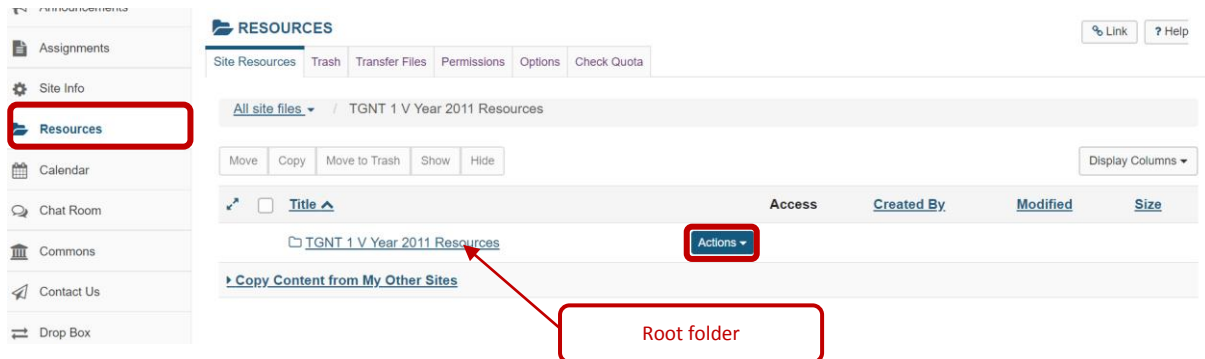 Announcements
Assignments
Site Info
Resources
Calendar
Chat Room
Commons
Contact Us
Drop Box
RESOURCES
Link ? Help
Site Resources Trash Transfer Files Permissions Options Check Quota
All site files / TGNT 1 V Year 2011 Resources
Move Copy Move to Trash Show Hide
Display Columns
Title Access Created By Modified Size
TGNT 1 V Year 2011 Resources Actions
Copy Content from My Other Sites
Root folder